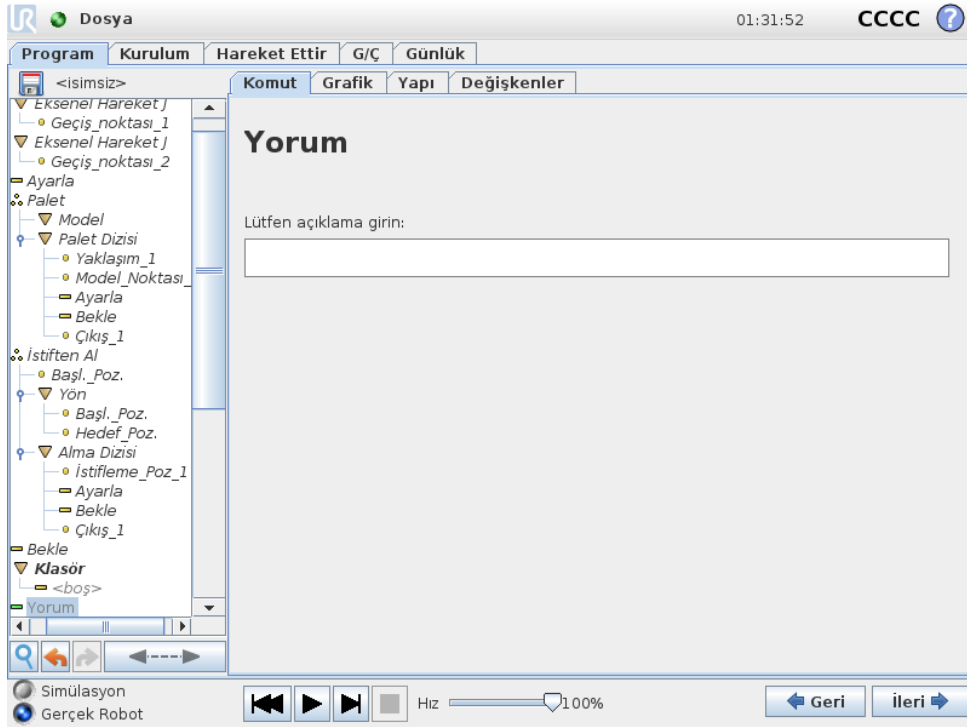 UR Dosya 01:31:52 CCCC ?
Program Kurulum Hareket Ettir G/Ç Günlük
<isimsiz>
Komut Grafik Yapı Değişkenler
Eksenel Hareket J
Geçiş_noktası_1
Eksenel Hareket J
Geçiş_noktası_2
Ayarla
Palet
Model
Palet Dizisi
Yaklaşım_1
Model_Noktası_
Ayarla
Bekle
Çıkış_1
İstiften Al
Başl._Poz.
Yön
Başl._Poz.
Hedef_Poz.
Alma Dizisi
İstifleme_Poz_1
Ayarla
Bekle
Çıkış_1
Bekle
Klasör
<boş>
Yorum
Yorum
Lütfen açıklama girin:
Simülasyon
Gerçek Robot
Hız 100%
Geri İleri